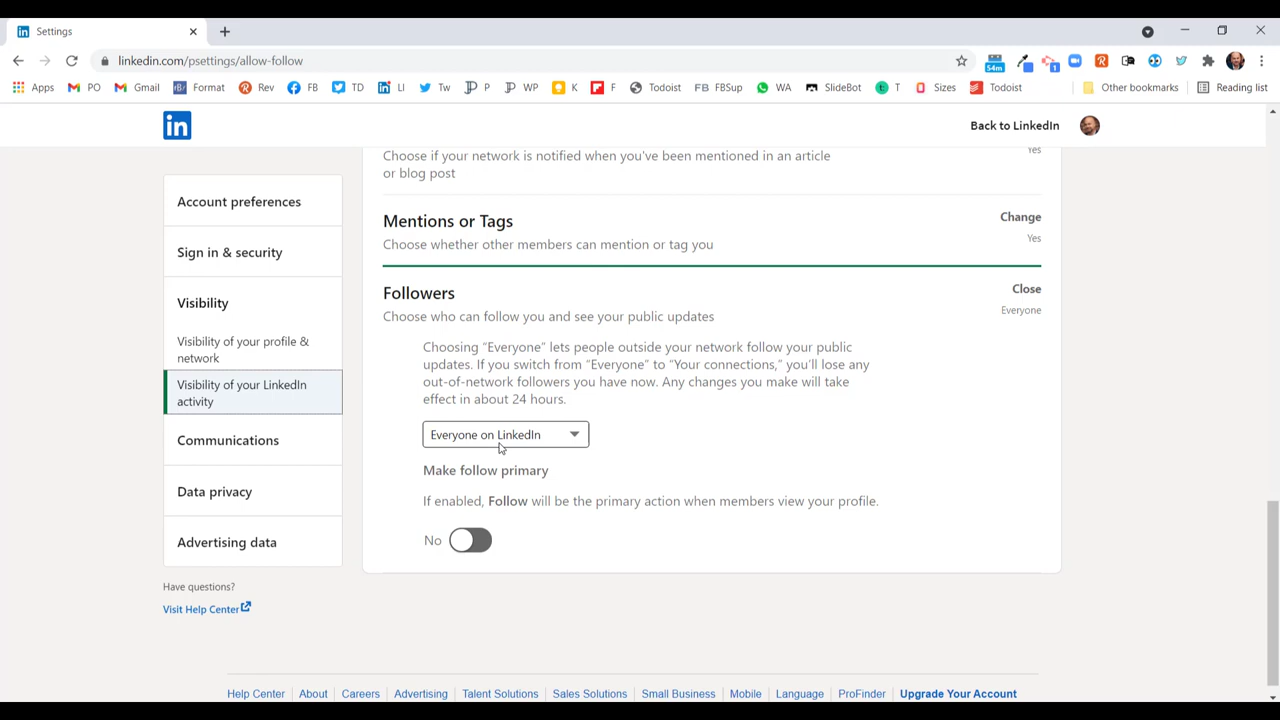 Settings
linkedin.com/psettings/allow-follow
54m
1
Apps PO Gmail Format Rev FB TD LI Tw P WP K F Todoist FB FBSup WA SlideBot T Sizes Todoist Other bookmarks Reading list
in Back to LinkedIn
Choose if your network is notified when you've been mentioned in an article Yes
or blog post
Account preferences
Mentions or Tags Change
Choose whether other members can mention or tag you Yes
Sign in & security
Followers Close
Choose who can follow you and see your public updates Everyone
Visibility
Visibility of your profile &
network
Visibility of your LinkedIn
activity
Choosing “Everyone” lets people outside your network follow your public
updates. If you switch from “Everyone” to “Your connections,” you’ll lose any
out-of-network followers you have now. Any changes you make will take
effect in about 24 hours.
Everyone on LinkedIn
Communications
Make follow primary
Data privacy
If enabled, Follow will be the primary action when members view your profile.
No
Advertising data
Have questions?
Visit Help Center
Help Center About Careers Advertising Talent Solutions Sales Solutions Small Business Mobile Language ProFinder Upgrade Your Account